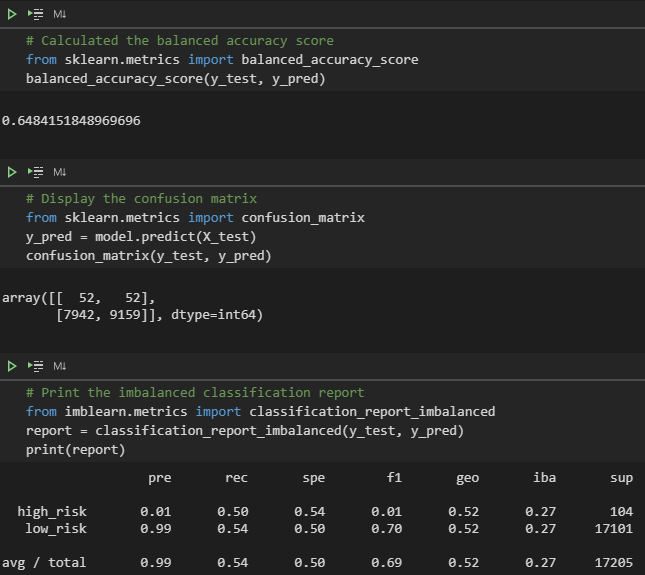 M↓
# Calculated the balanced accuracy score
from sklearn.metrics import balanced_accuracy_score
balanced_accuracy_score(y_test, y_pred)
0.6484151848969696
M↓
# Display the confusion matrix
from sklearn.metrics import confusion_matrix
y_pred = model.predict(X_test)
confusion_matrix(y_test, y_pred)
array([[  52,   52],
       [7942, 9159]], dtype=int64)
M↓
# Print the imbalanced classification report
from imblearn.metrics import classification_report_imbalanced
report = classification_report_imbalanced(y_test, y_pred)
print(report)
                   pre       rec       spe        f1       geo       iba       sup
  high_risk       0.01      0.50      0.54      0.01      0.52      0.27       104
   low_risk       0.99      0.54      0.50      0.70      0.52      0.27     17101
avg / total       0.99      0.54      0.50      0.69      0.52      0.27     17205